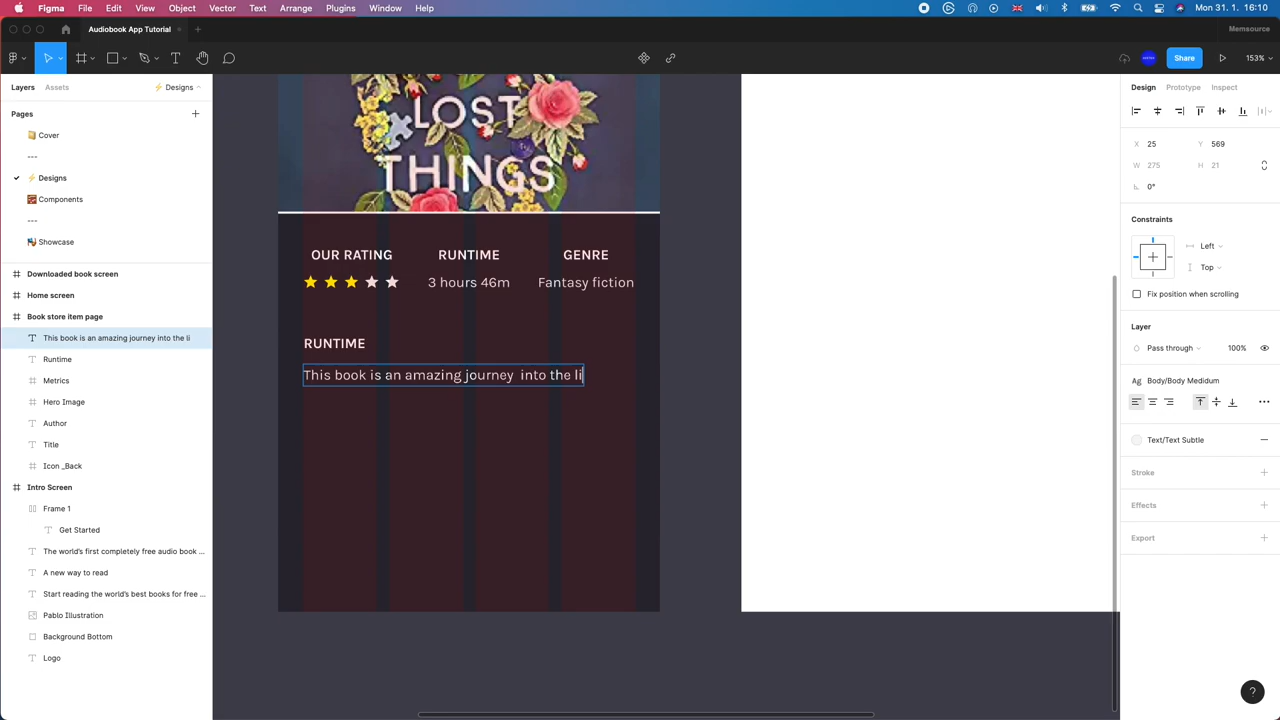 Figma File Edit View Object Vector Text Arrange Plugins Window Help
Audiobook App Tutorial
Memsource
Share
153%
Layers
Assets
⚡ Designs
Pages
Cover
---
⚡ Designs
Components
---
Showcase
Downloaded book screen
Home screen
Book store item page
This book is an amazing journey into the li
Runtime
Metrics
Hero Image
Author
Title
Icon _Back
Intro Screen
Frame 1
Get Started
The world's first completely free audio book ...
A new way to read
Start reading the world's best books for free ...
Pablo Illustration
Background Bottom
Logo
LOST
THINGS
OUR RATING RUNTIME GENRE
3 hours 46m Fantasy fiction
RUNTIME
This book is an amazing journey  into the li
Design Prototype Inspect
X 25 Y 569
W 275 H 21
0°
Constraints
Left
Top
Fix position when scrolling
Layer
Pass through 100%
Ag Body/Body Medidum
Text/Text Subtle
Stroke
Effects
Export
?